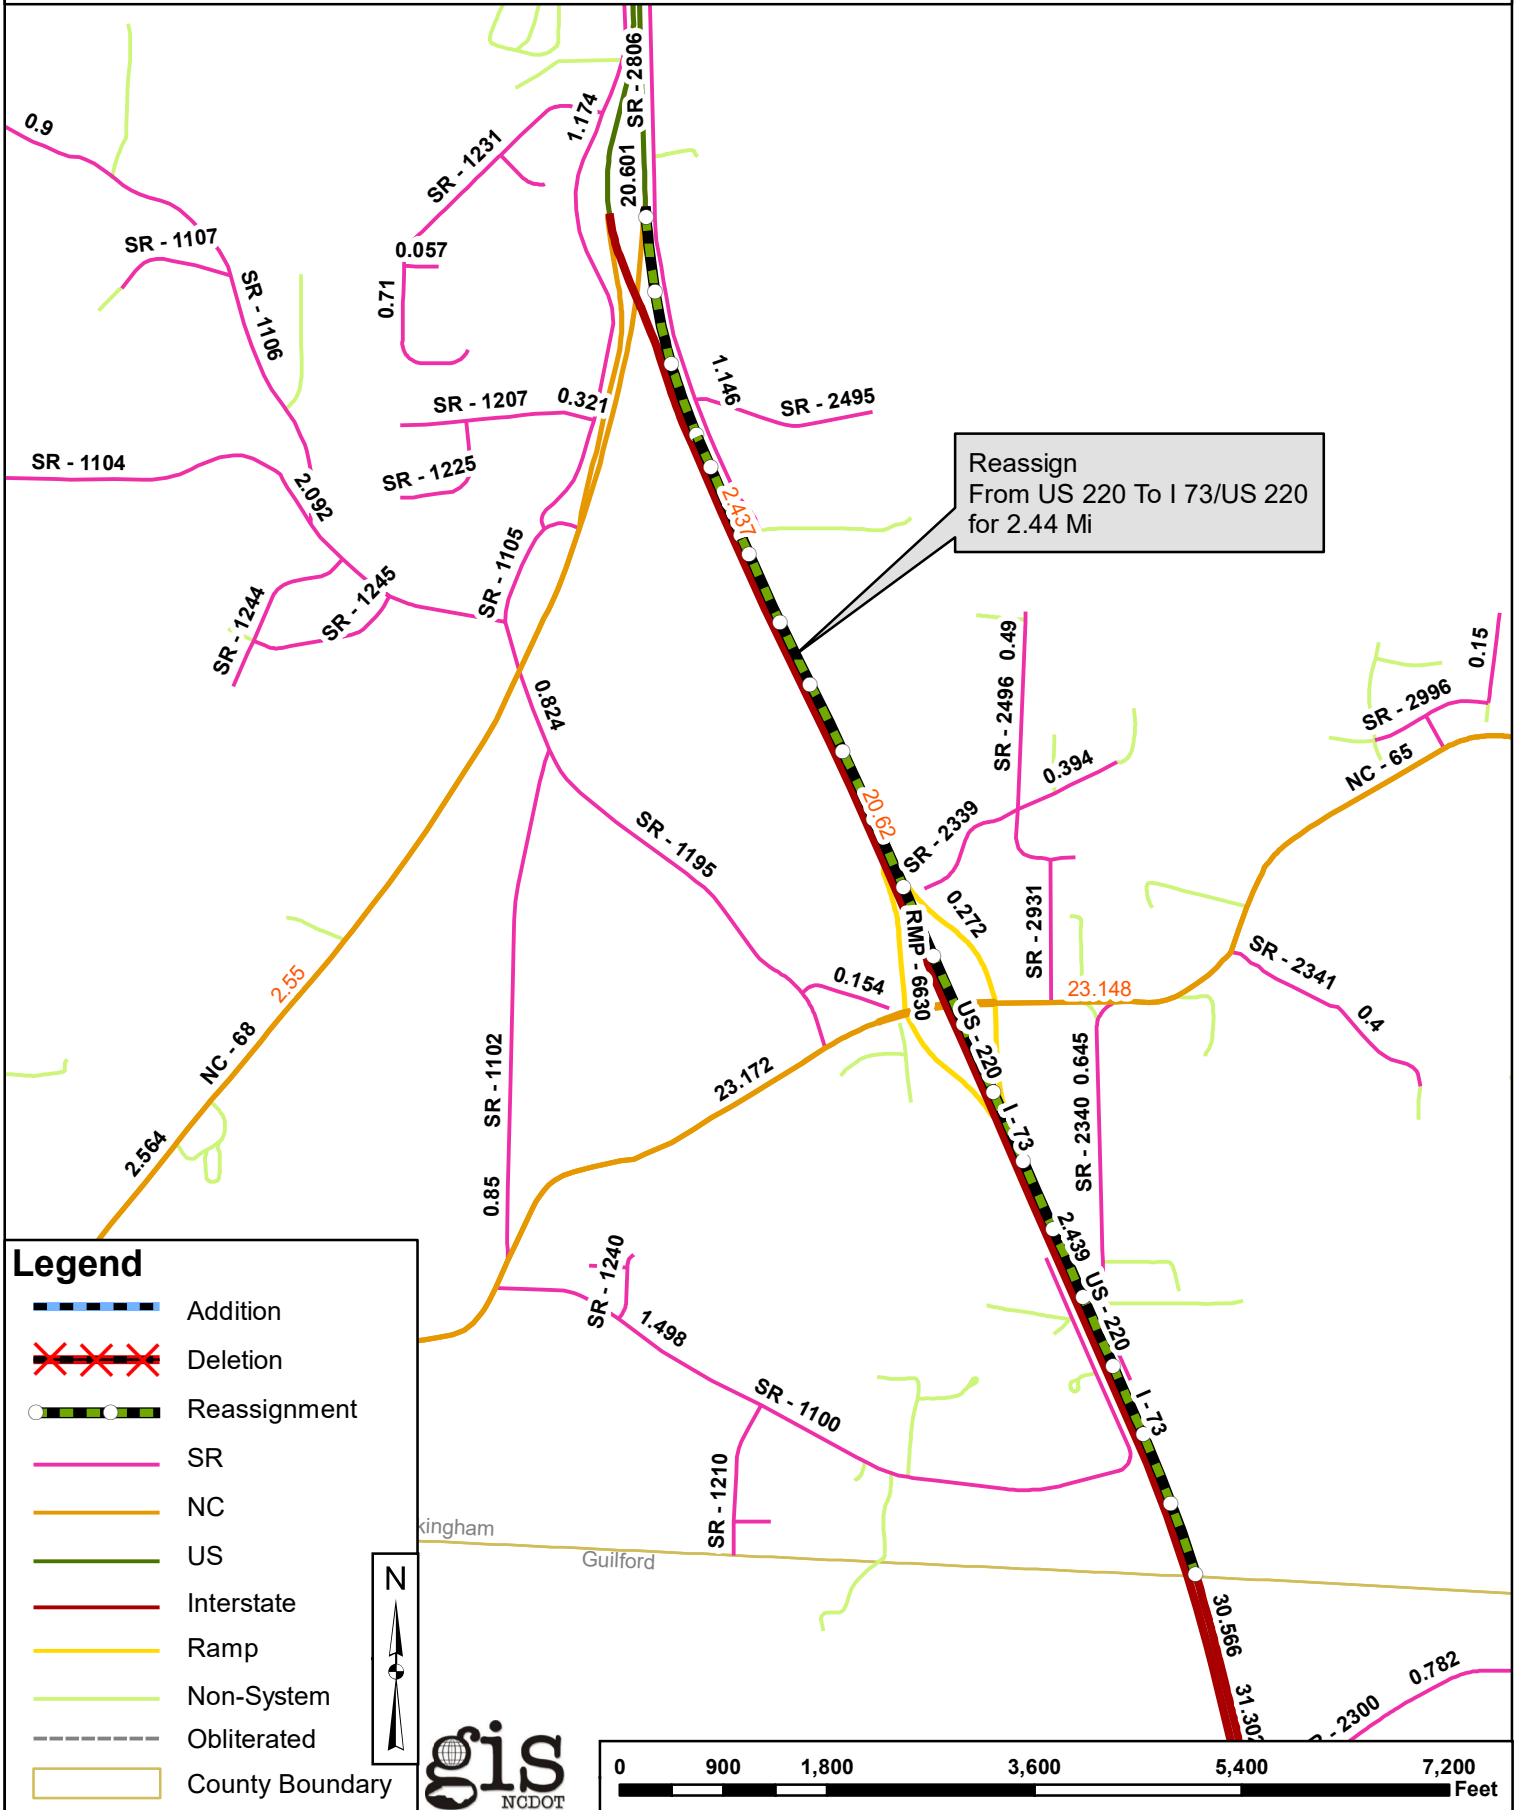 SR - 2806
1.174
0.9
SR - 1231
20.601
SR - 1107
0.057
SR - 1106
0.71
1.146
SR - 1207
0.321
SR - 2495
SR - 1104
SR - 1225
2.092
2.437
Reassign
From US 220 To I 73/US 220
for 2.44 Mi
SR - 1105
SR - 1244
SR - 1245
0.49
SR - 2496
0.15
SR - 2996
0.824
NC - 65
0.394
20.62
SR - 2339
SR - 1195
0.272
SR - 2931
RMP - 6630
SR - 2341
0.154
2.55
23.148
0.4
US - 220
NC - 68
SR - 1102
23.172
0.645
SR - 2340
I - 73
2.564
0.85
2.439
SR - 1240
US - 220
1.498
SR - 1100
I - 73
SR - 1210
kingham
Guilford
30.566
0.782
31.302
R - 2300
Legend
Addition
Deletion
Reassignment
SR
NC
US
Interstate
Ramp
Non-System
Obliterated
County Boundary
N
gis
NCDOT
0 900 1,800 3,600 5,400 7,200
Feet